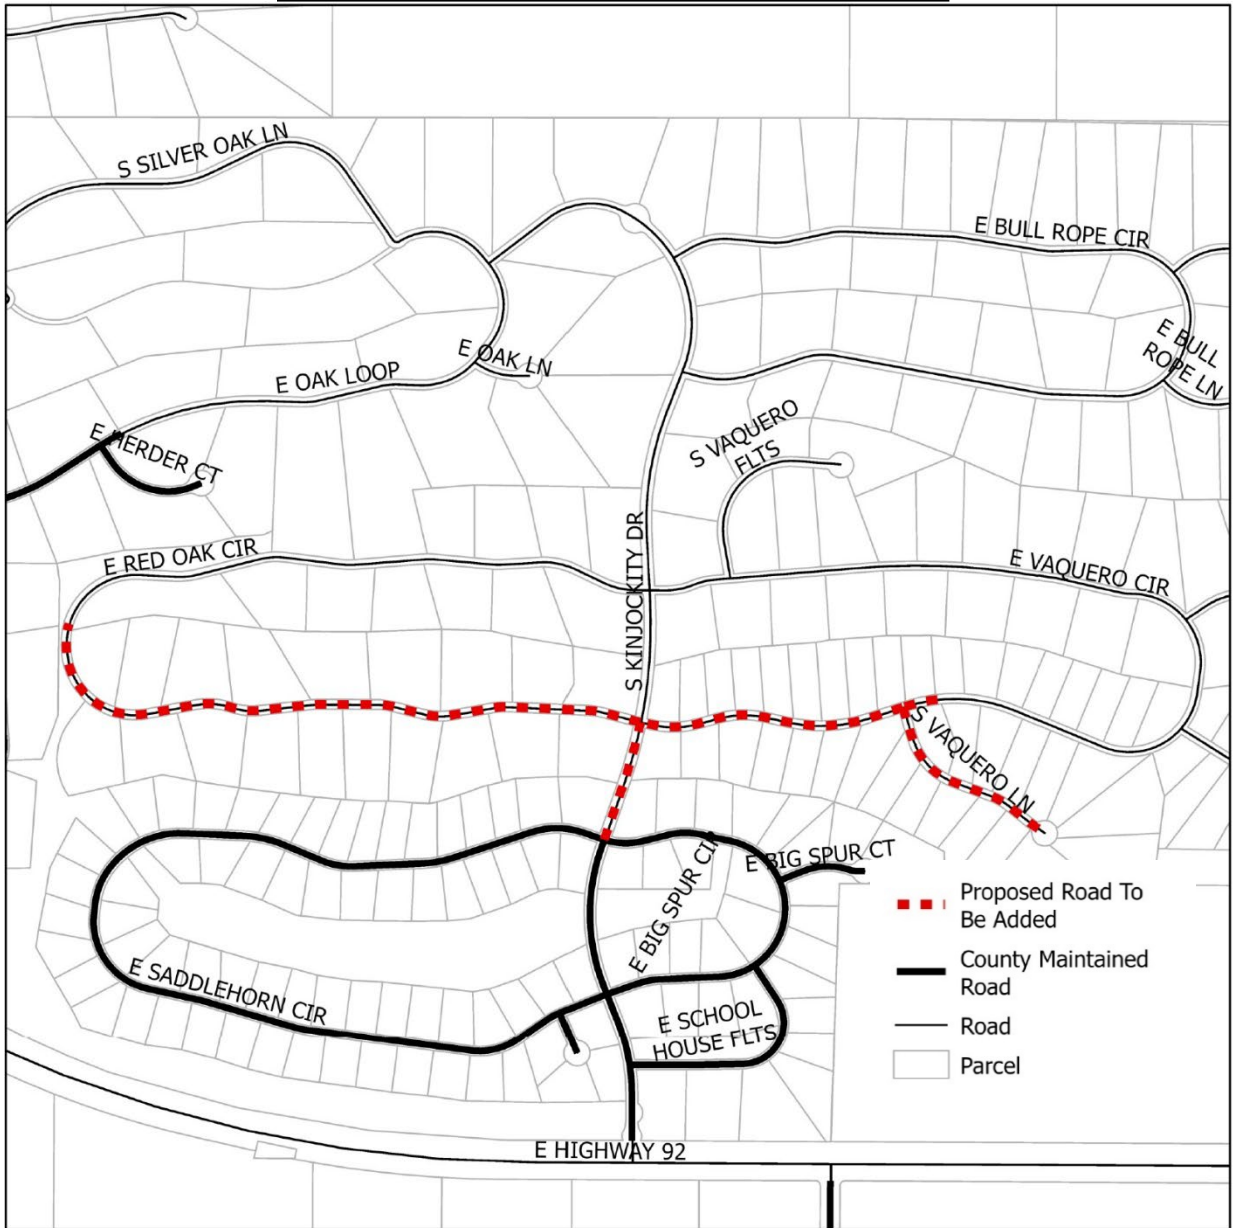 S SILVER OAK LN
E BULL ROPE CIR
E BULL
ROPE LN
E OAK LN
E OAK LOOP
S VAQUERO
FLTS
E HERDER CT
E RED OAK CIR
S KINJOCKITY DR
E VAQUERO CIR
S VAQUERO LN
E BIG SPUR CIR
E BIG SPUR CT
E SADDLEHORN CIR
E SCHOOL
HOUSE FLTS
E HIGHWAY 92
Proposed Road To
Be Added
County Maintained
Road
Road
Parcel